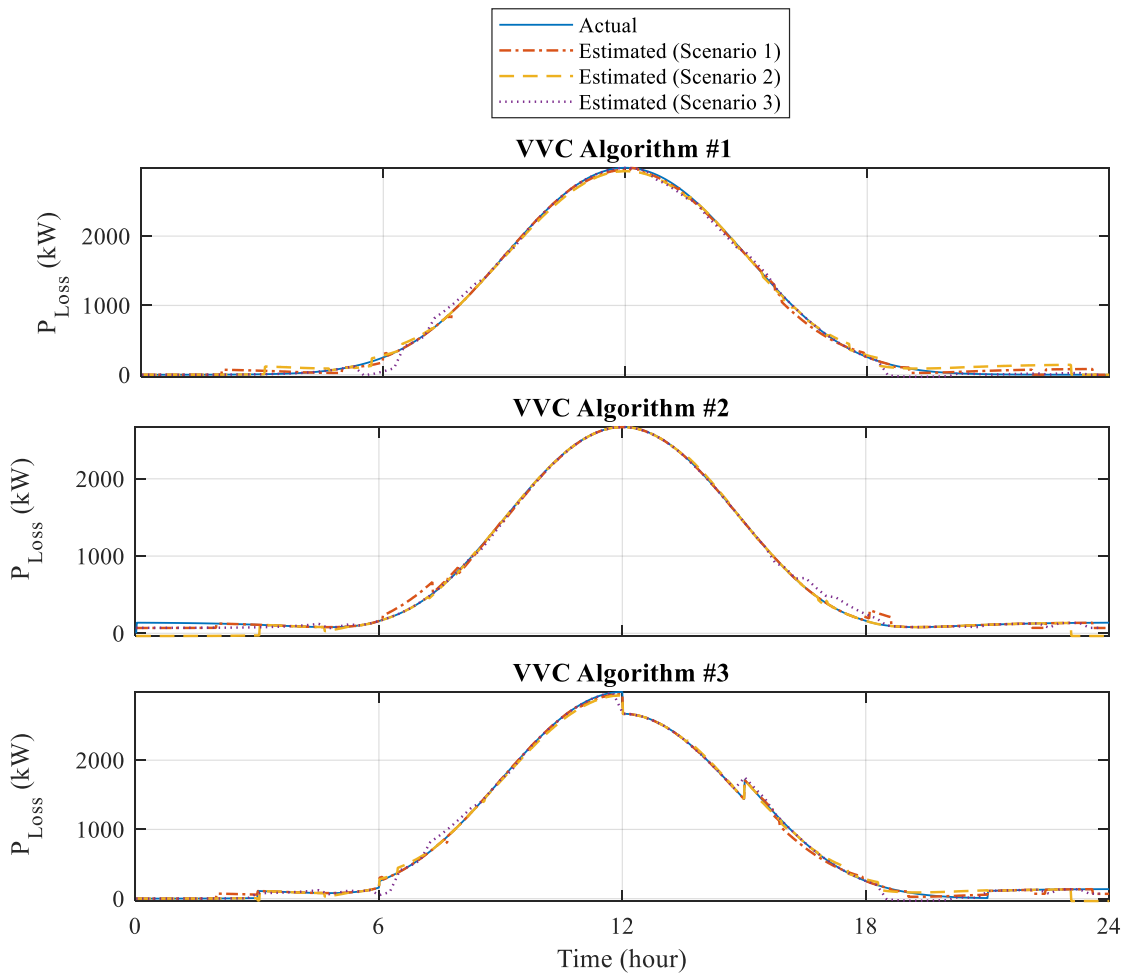 Actual
Estimated (Scenario 1)
Estimated (Scenario 2)
Estimated (Scenario 3)
VVC Algorithm #1
P_Loss (kW)
2000
1000
0
VVC Algorithm #2
P_Loss (kW)
2000
1000
0
VVC Algorithm #3
P_Loss (kW)
2000
1000
0
0 6 12 18 24
Time (hour)